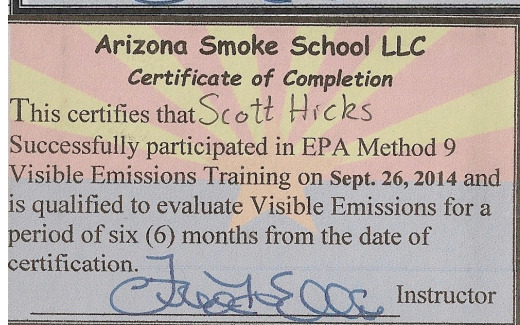 Arizona Smoke School LLC
Certificate of Completion
This certifies that Scott Hicks
Successfully participated in EPA Method 9
Visible Emissions Training on Sept. 26, 2014 and
is qualified to evaluate Visible Emissions for a
period of six (6) months from the date of
certification.
Instructor